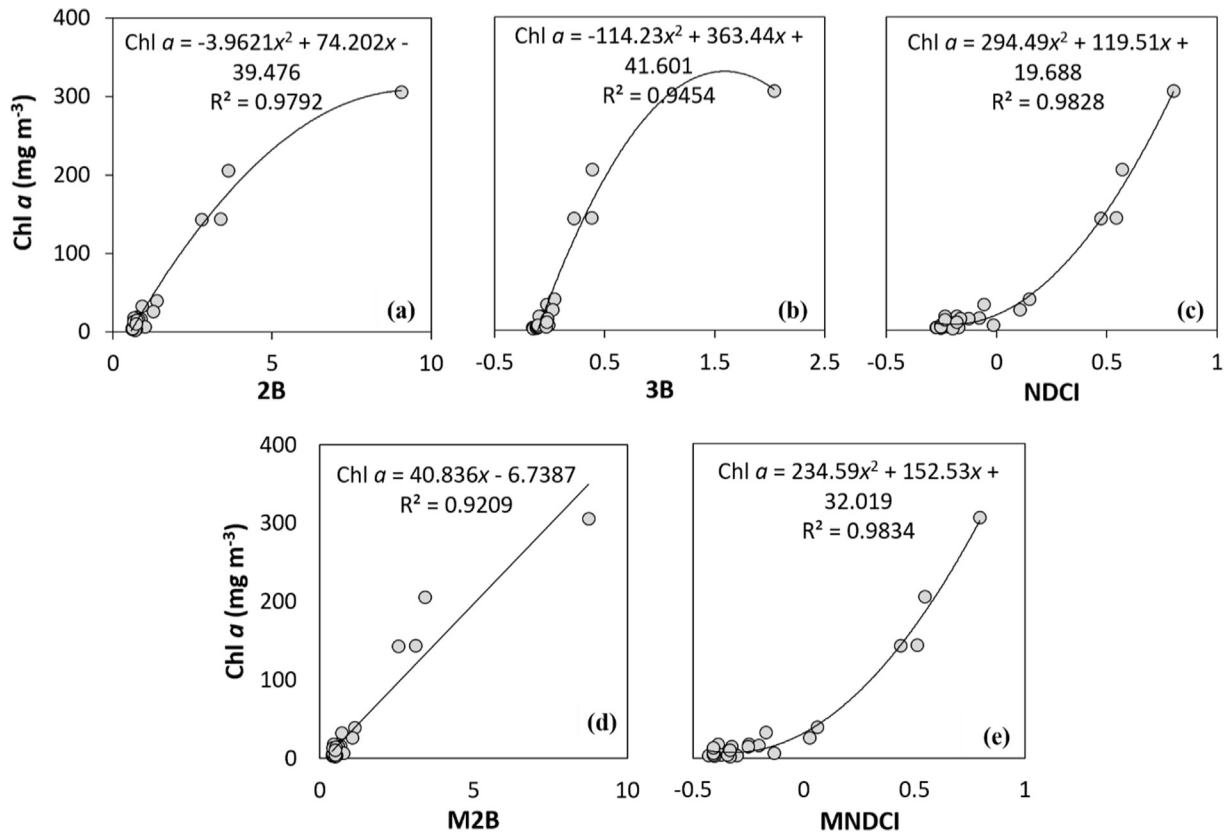 400
300
200
100
0
Chl a (mg m⁻³)
Chl a = -3.9621x² + 74.202x -
39.476
R² = 0.9792
(a)
0 5 10
2B
Chl a = -114.23x² + 363.44x +
41.601
R² = 0.9454
(b)
-0.5 0.5 1.5 2.5
3B
Chl a = 294.49x² + 119.51x +
19.688
R² = 0.9828
(c)
-0.5 0 0.5 1
NDCI
400
300
200
100
0
Chl a (mg m⁻³)
Chl a = 40.836x - 6.7387
R² = 0.9209
(d)
0 5 10
M2B
Chl a = 234.59x² + 152.53x +
32.019
R² = 0.9834
(e)
-0.5 0 0.5 1
MNDCI